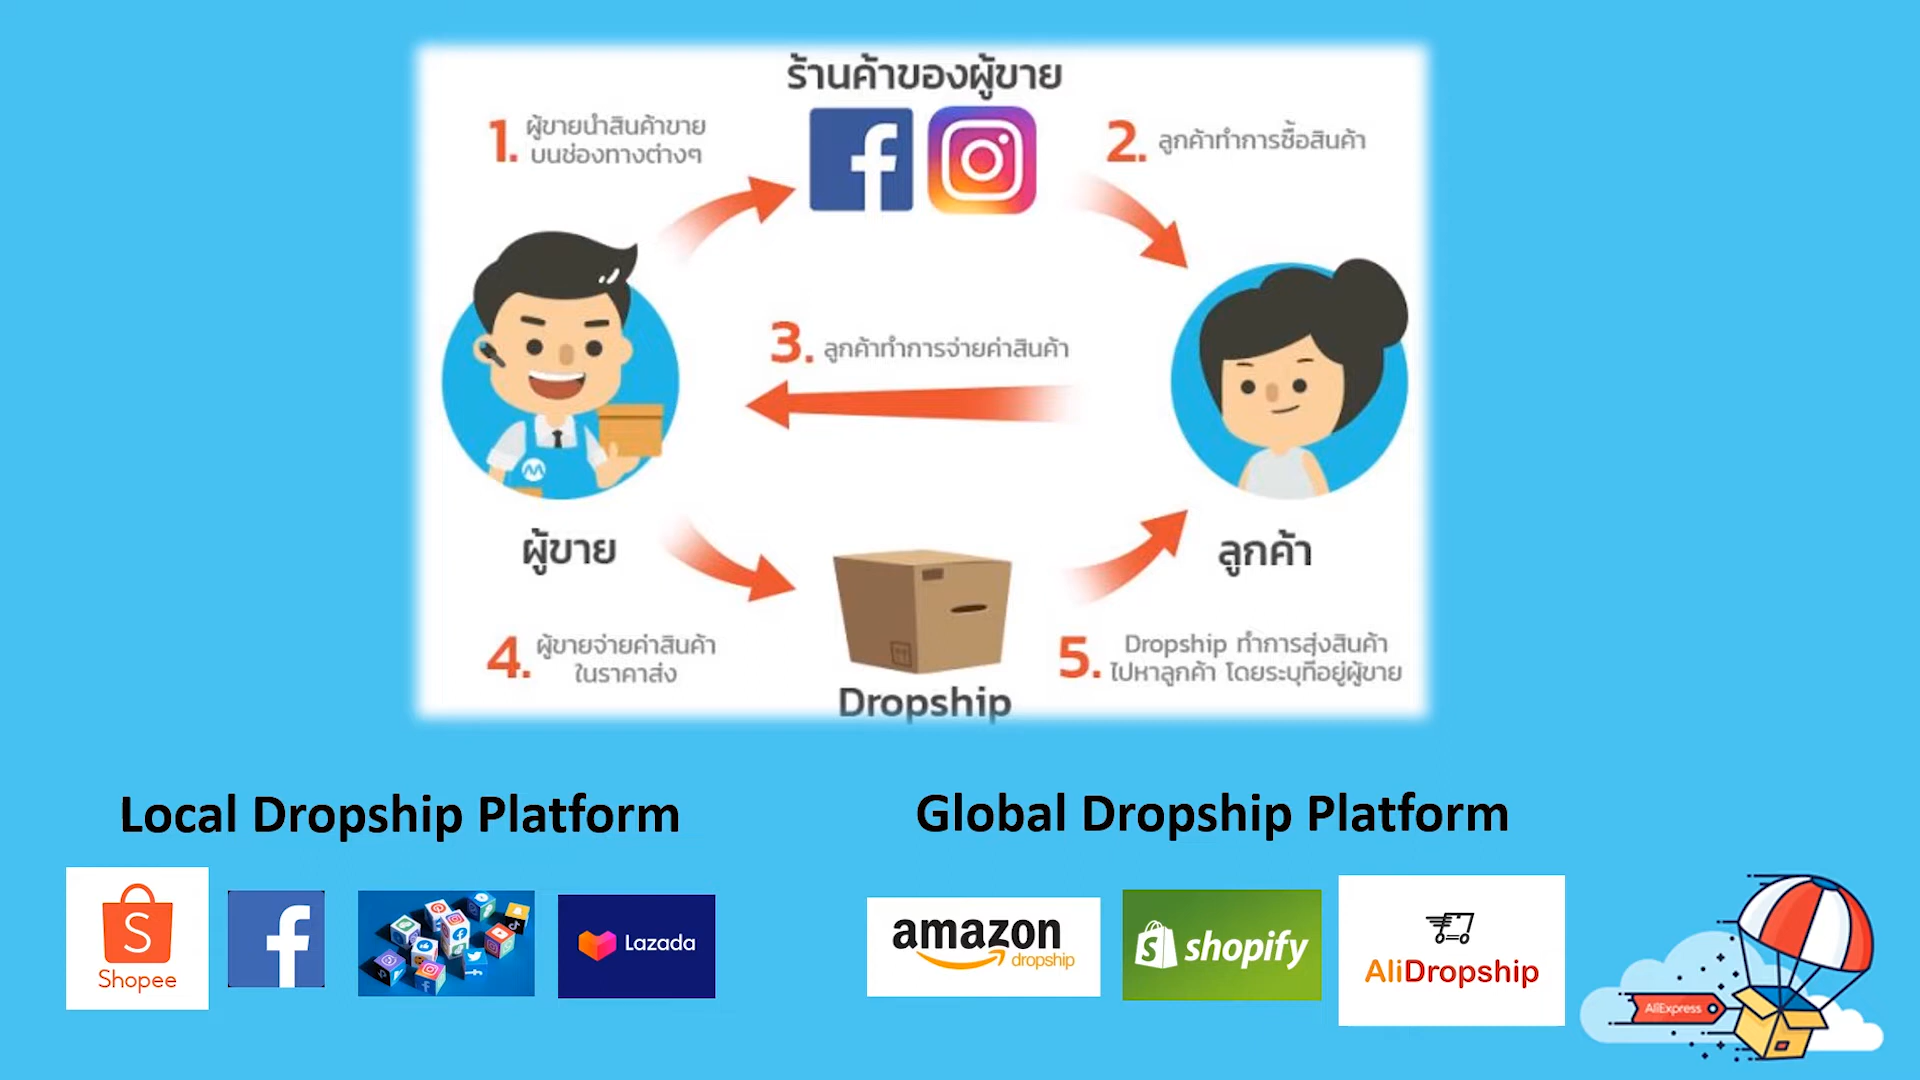 ร้านค้าของผู้ขาย
1. ผู้ขายนำสินค้าขาย
บนช่องทางต่างๆ
2. ลูกค้าทำการซื้อสินค้า
3. ลูกค้าทำการจ่ายค่าสินค้า
ผู้ขาย
ลูกค้า
4. ผู้ขายจ่ายค่าสินค้า
ในราคาส่ง
Dropship
5. Dropship ทำการส่งสินค้า
ไปหาลูกค้า โดยระบุที่อยู่ผู้ขาย
Local Dropship Platform
Global Dropship Platform
Shopee
Lazada
amazon
dropship
shopify
AliDropship
AliExpress